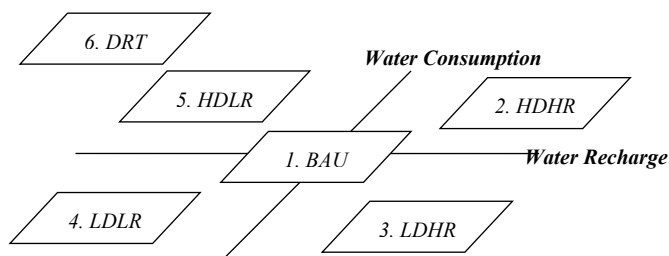 6. DRT
Water Consumption
5. HDLR
2. HDHR
1. BAU
Water Recharge
4. LDLR
3. LDHR